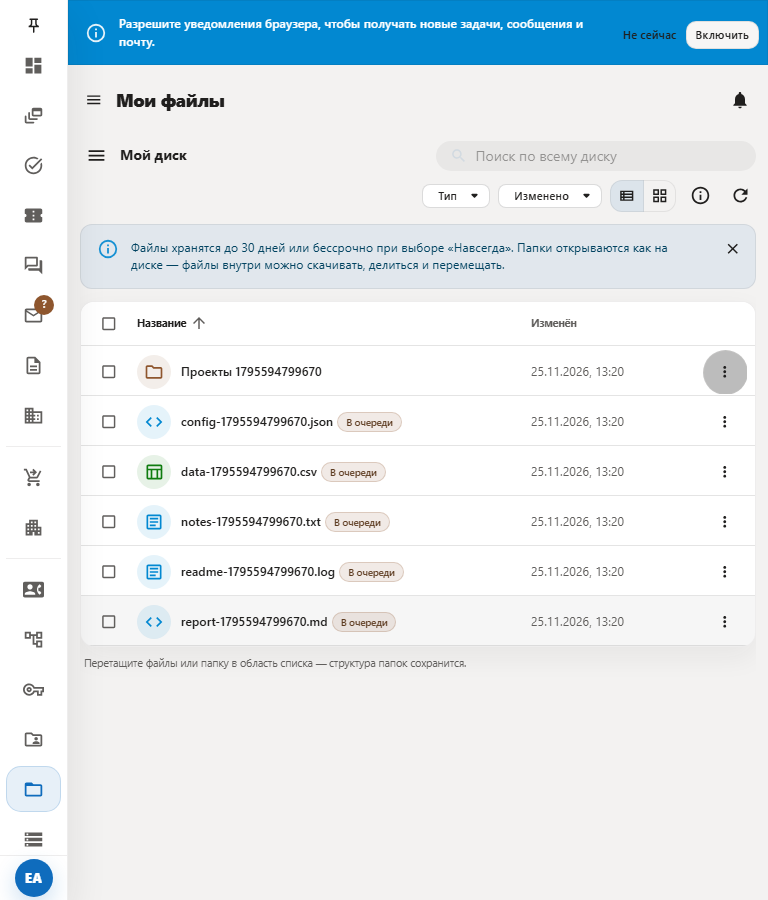 Разрешите уведомления браузера, чтобы получать новые задачи, сообщения и
почту.
Не сейчас
Включить
Мои файлы
Мой диск
Поиск по всему диску
Тип
Изменено
Файлы хранятся до 30 дней или бессрочно при выборе «Навсегда». Папки открываются как на
диске — файлы внутри можно скачивать, делиться и перемещать.
Название
Изменён
Проекты 1795594799670
25.11.2026, 13:20
config-1795594799670.json В очереди
25.11.2026, 13:20
data-1795594799670.csv В очереди
25.11.2026, 13:20
notes-1795594799670.txt В очереди
25.11.2026, 13:20
readme-1795594799670.log В очереди
25.11.2026, 13:20
report-1795594799670.md В очереди
25.11.2026, 13:20
Перетащите файлы или папку в область списка — структура папок сохранится.
?
EA